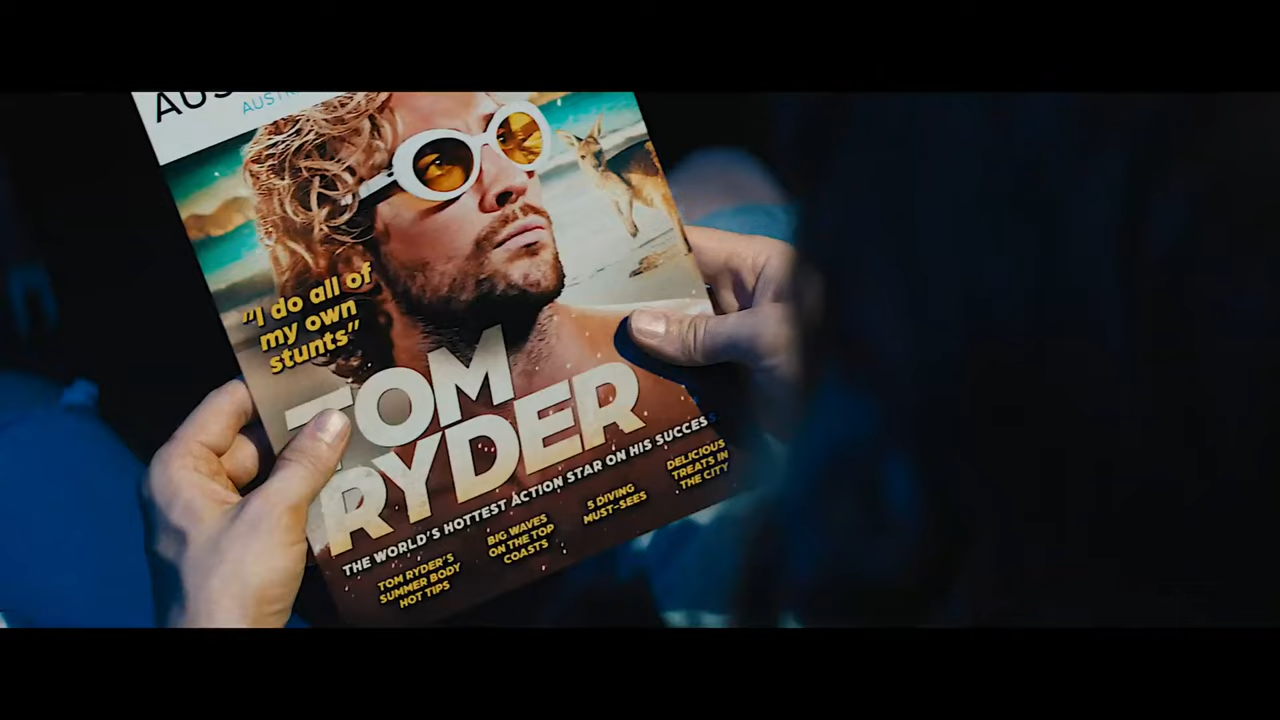 "I do all of
my own
stunts"
TOM
RYDER
THE WORLD'S HOTTEST ACTION STAR ON HIS SUCCESS
TOM RYDER'S
SUMMER BODY
HOT TIPS
BIG WAVES
ON THE TOP
COASTS
5 DIVING
MUST-SEES
DELICIOUS
TREATS IN
THE CITY